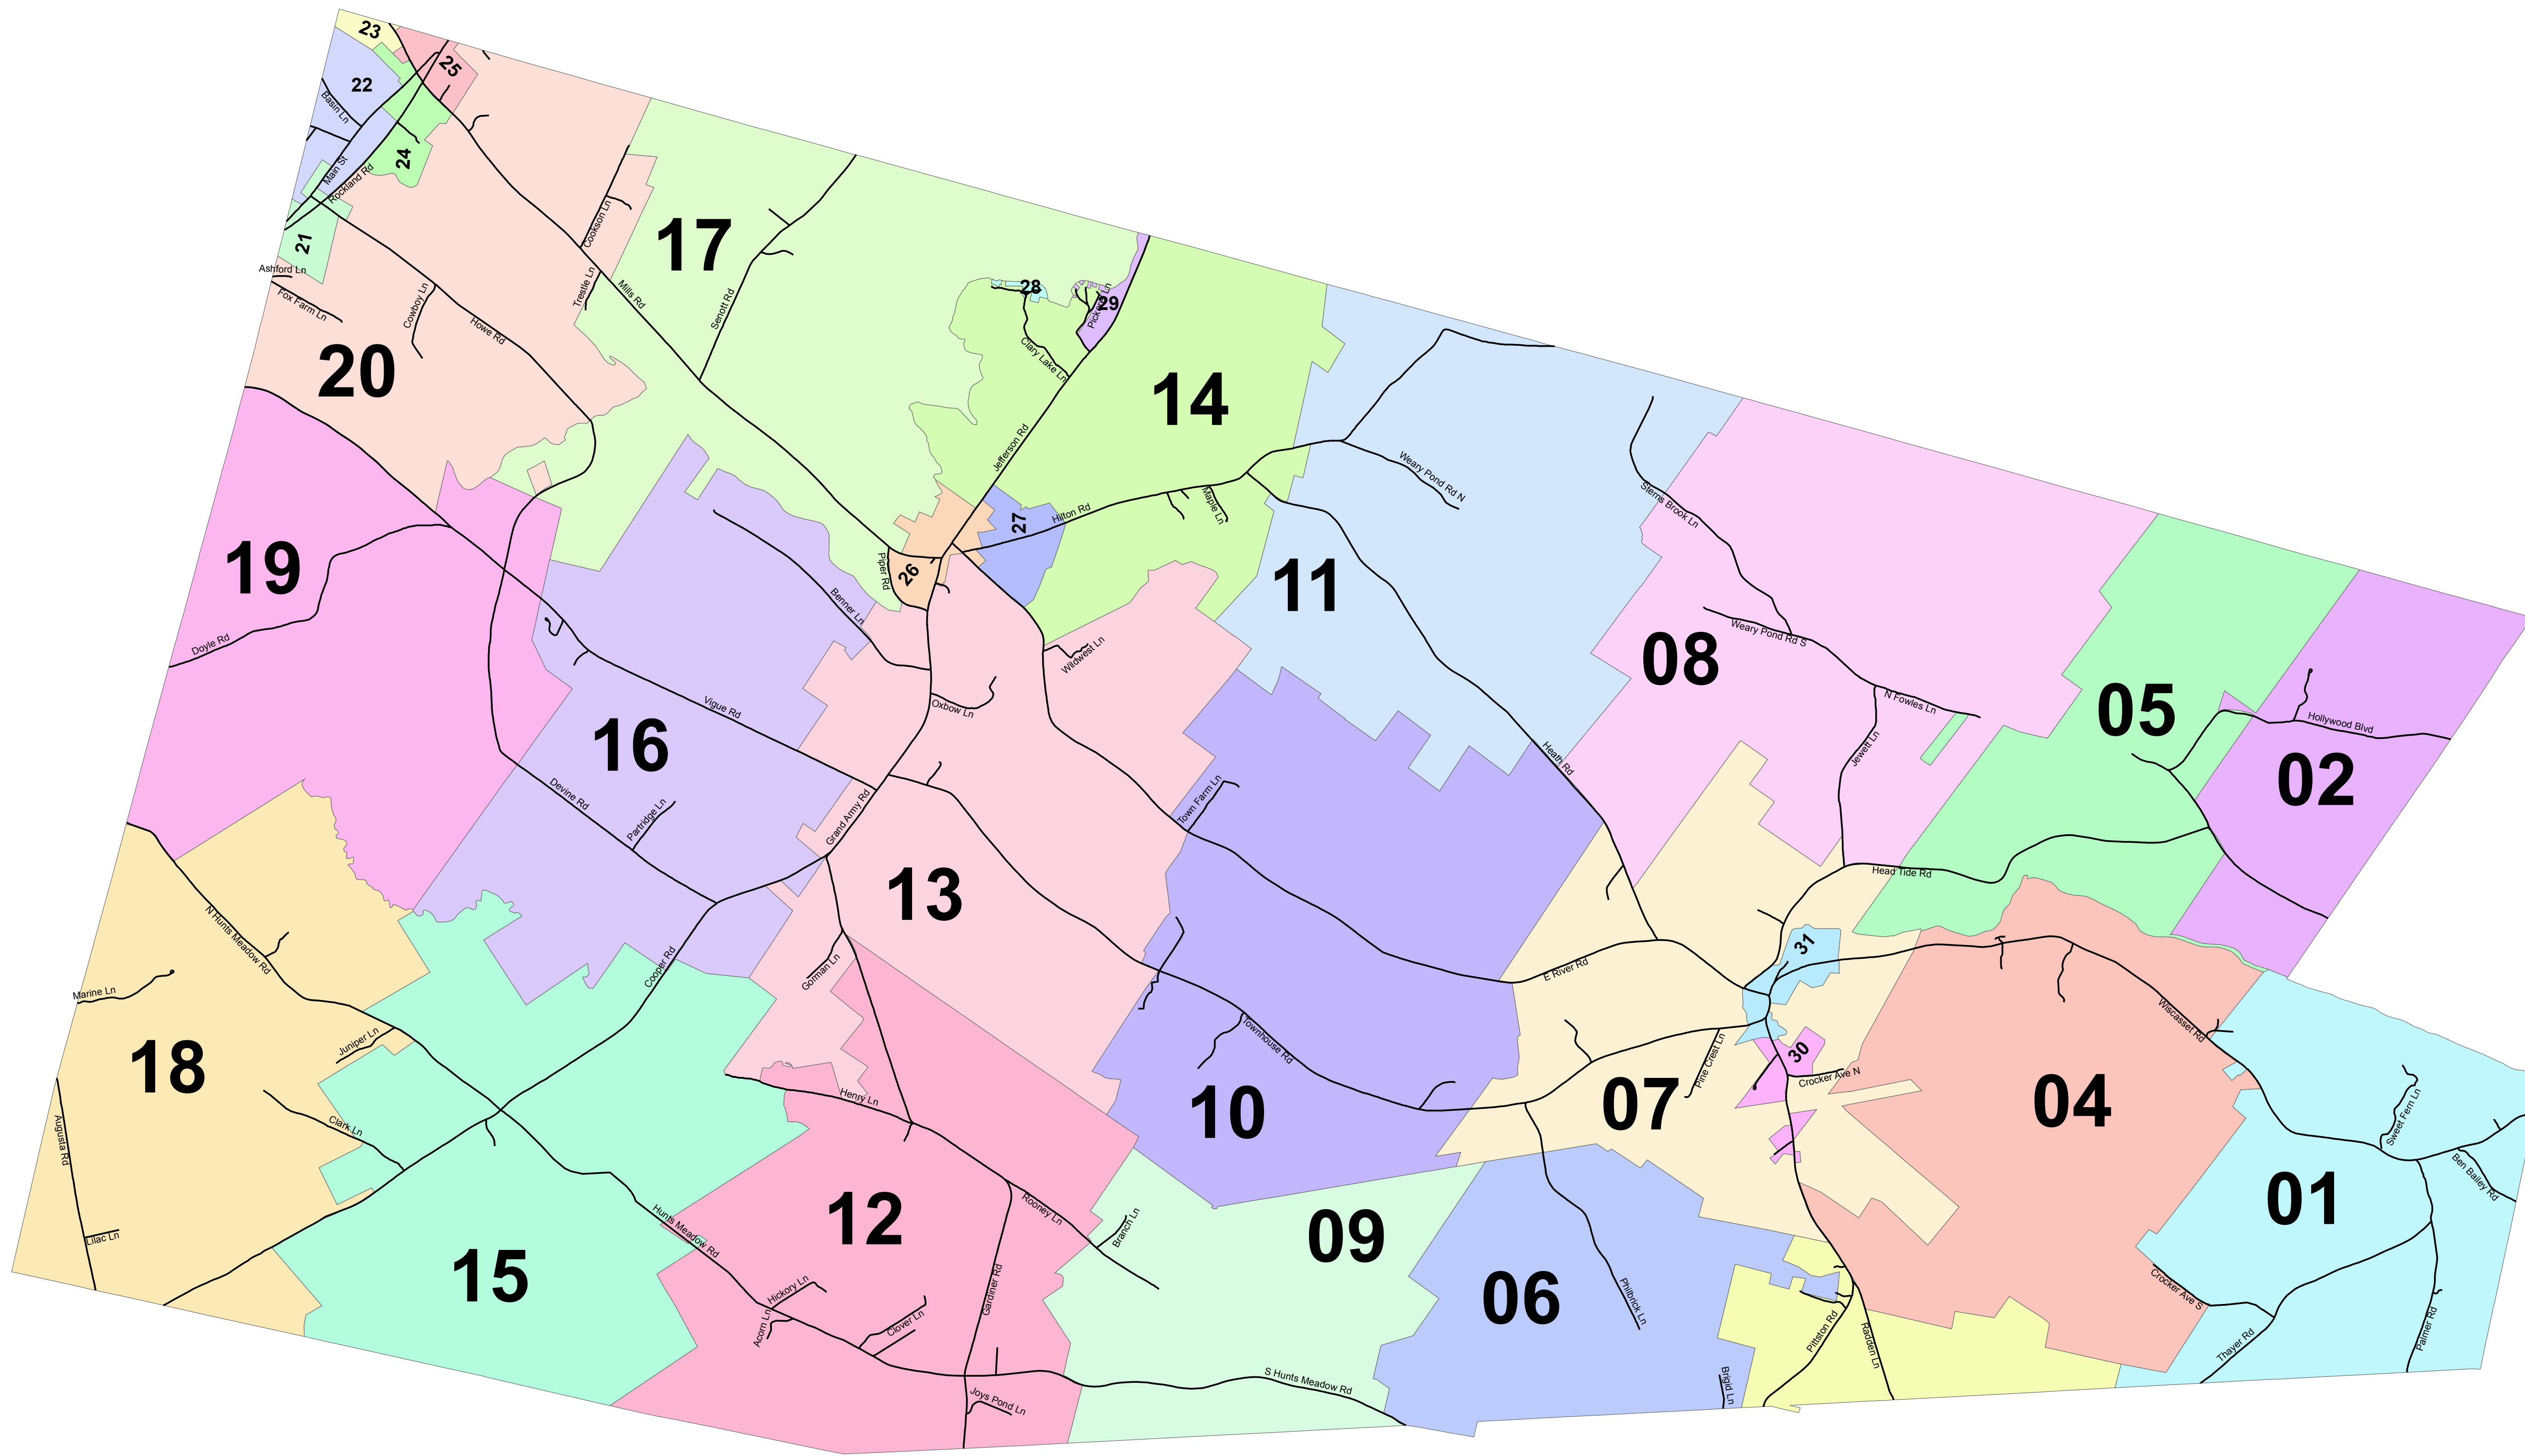 23
25
22
Basin Ln
24
Main St
Rockland Rd
21
Ashford Ln
Fox Farm Ln
Cowboy Ln
Howe Rd
Cookson Ln
Trestle Ln
Mills Rd
17
Senott Rd
28
29
Clary Lake Ln
20
14
Jefferson Rd
Weary Pond Rd N
Maple Ln
Hilton Rd
27
Sterns Brook Ln
19
Doyle Rd
Piper Rd
26
Benner Ln
11
Wildwest Ln
08
Weary Pond Rd S
N Fowles Ln
Jewett Ln
05
Hollywood Blvd
02
Oxbow Ln
Vigue Rd
16
Devine Rd
Partridge Ln
Grand Army Rd
Town Farm Ln
Heath Rd
13
Head Tide Rd
N Hunts Meadow Rd
Cooper Rd
Gorman Ln
Marine Ln
E River Rd
31
Wiscasset Rd
Juniper Ln
18
Townhouse Rd
Pine Crest Ln
30
Crocker Ave N
Henry Ln
10
07
04
Augusta Rd
Clark Ln
Sweet Fern Ln
Ben Bailey Rd
01
Lilac Ln
15
Hunts Meadow Rd
12
Rooney Ln
Branch Ln
09
06
Philbrick Ln
Crocker Ave S
Hickory Ln
Acorn Ln
Clover Ln
Gardiner Rd
Pittston Rd
Radden Ln
Thayer Rd
Palmer Rd
Joys Pond Ln
S Hunts Meadow Rd
Brigid Ln